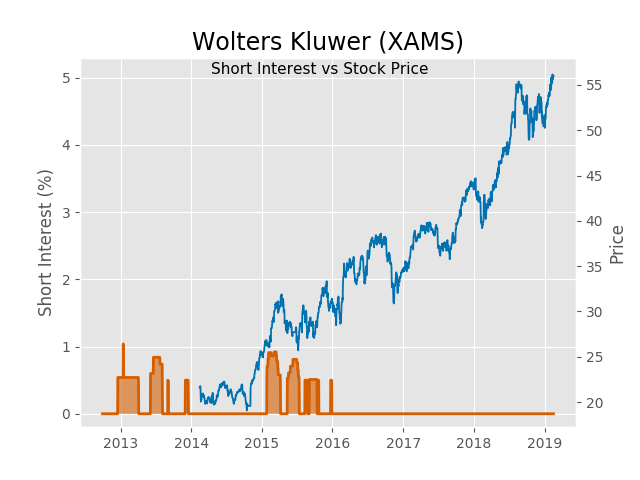 Wolters Kluwer (XAMS)
Short Interest vs Stock Price
Short Interest (%)
5
4
3
2
1
0
55
50
45
40
35
30
25
20
Price
2013 2014 2015 2016 2017 2018 2019